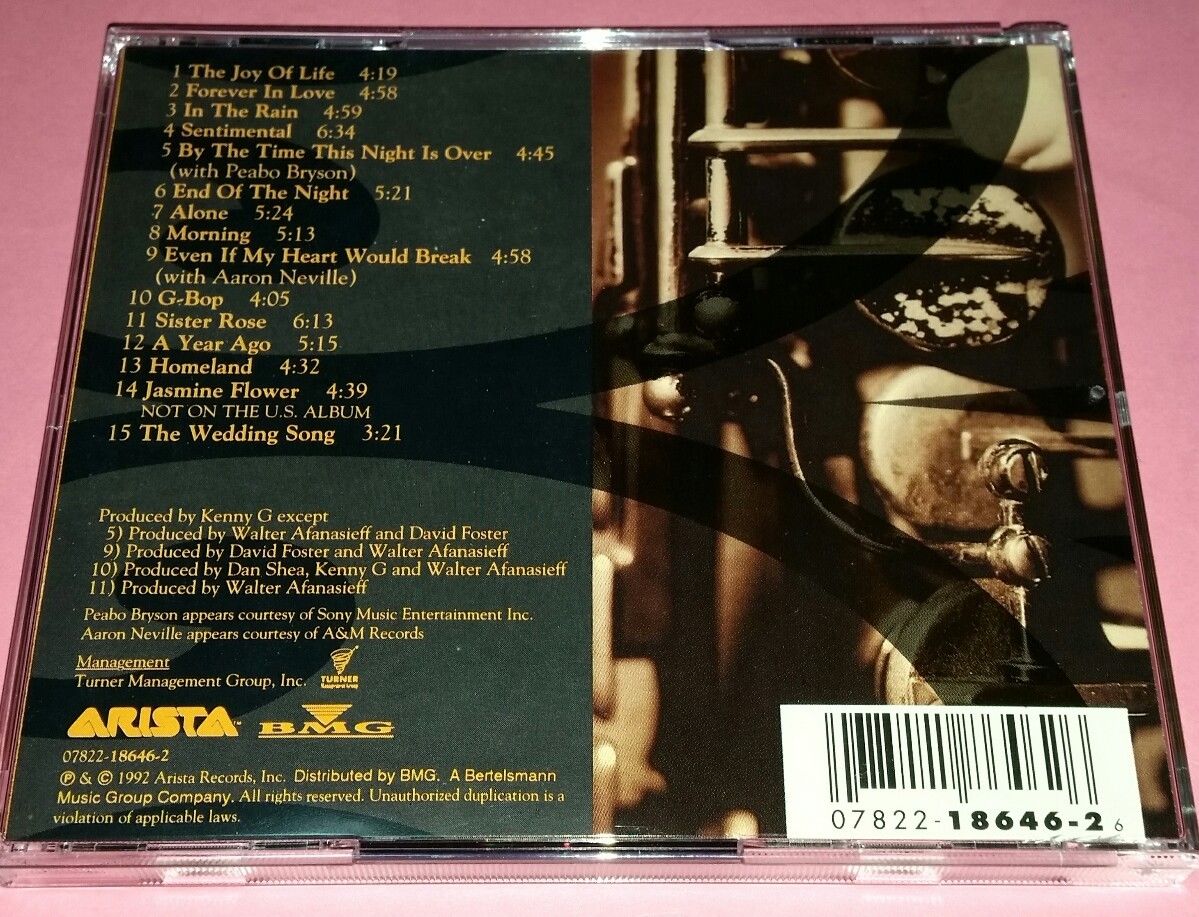 1 The Joy Of Life 4:19
2 Forever In Love 4:58
3 In The Rain 4:59
4 Sentimental 6:34
5 By The Time This Night Is Over 4:45
(with Peabo Bryson)
6 End Of The Night 5:21
7 Alone 5:24
8 Morning 5:13
9 Even If My Heart Would Break 4:58
(with Aaron Neville)
10 G-Bop 4:05
11 Sister Rose 6:13
12 A Year Ago 5:15
13 Homeland 4:32
14 Jasmine Flower 4:39
NOT ON THE U.S. ALBUM
15 The Wedding Song 3:21
Produced by Kenny G except
5) Produced by Walter Afanasieff and David Foster
9) Produced by David Foster and Walter Afanasieff
10) Produced by Dan Shea, Kenny G and Walter Afanasieff
11) Produced by Walter Afanasieff
Peabo Bryson appears courtesy of Sony Music Entertainment Inc.
Aaron Neville appears courtesy of A&M Records
Management
Turner Management Group, Inc.
TURNER
Management Group
ARISTA™ BMG
07822-18646-2
℗ & © 1992 Arista Records, Inc. Distributed by BMG. A Bertelsmann
Music Group Company. All rights reserved. Unauthorized duplication is a
violation of applicable laws.
07822-18646-2 6